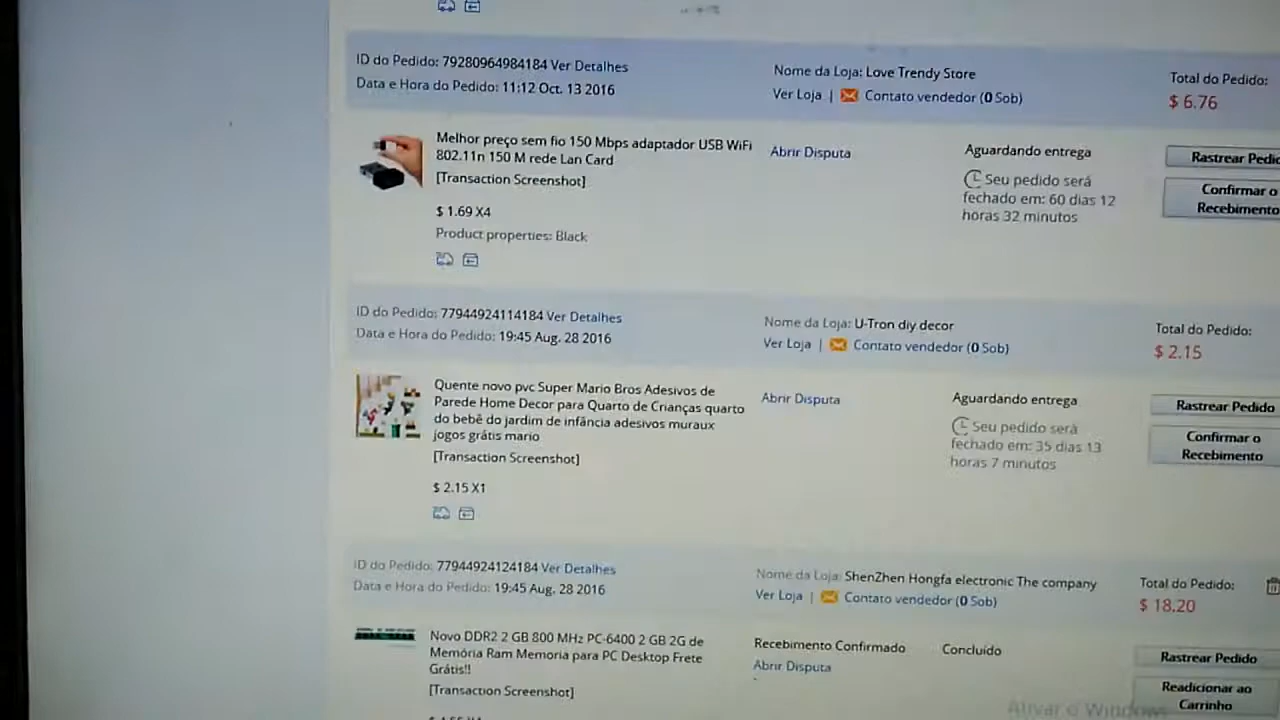 ID do Pedido: 79280964984184 Ver Detalhes
Data e Hora do Pedido: 11:12 Oct. 13 2016
Nome da Loja: Love Trendy Store
Ver Loja | Contato vendedor (0 Sob)
Total do Pedido:
$ 6.76
Melhor preço sem fio 150 Mbps adaptador USB WiFi
802.11n 150 M rede Lan Card
[Transaction Screenshot]
$ 1.69 X4
Product properties: Black
Abrir Disputa
Aguardando entrega
Seu pedido será
fechado em: 60 dias 12
horas 32 minutos
Rastrear Pedic
Confirmar o
Recebimento
ID do Pedido: 77944924114184 Ver Detalhes
Data e Hora do Pedido: 19:45 Aug. 28 2016
Nome da Loja: U-Tron diy decor
Ver Loja | Contato vendedor (0 Sob)
Total do Pedido:
$ 2.15
Quente novo pvc Super Mario Bros Adesivos de
Parede Home Decor para Quarto de Crianças quarto
do bebê do jardim de infância adesivos muraux
jogos grátis mario
[Transaction Screenshot]
$ 2.15 X1
Abrir Disputa
Aguardando entrega
Seu pedido será
fechado em: 35 dias 13
horas 7 minutos
Rastrear Pedido
Confirmar o
Recebimento
ID do Pedido: 77944924124184 Ver Detalhes
Data e Hora do Pedido: 19:45 Aug. 28 2016
Nome da Loja: ShenZhen Hongfa electronic The company
Ver Loja | Contato vendedor (0 Sob)
Total do Pedido:
$ 18.20
Novo DDR2 2 GB 800 MHz PC-6400 2 GB 2G de
Memória Ram Memoria para PC Desktop Frete
Grátis!!
[Transaction Screenshot]
Recebimento Confirmado
Abrir Disputa
Concluído
Rastrear Pedido
Readicionar ao
Carrinho
Ativar o Windows